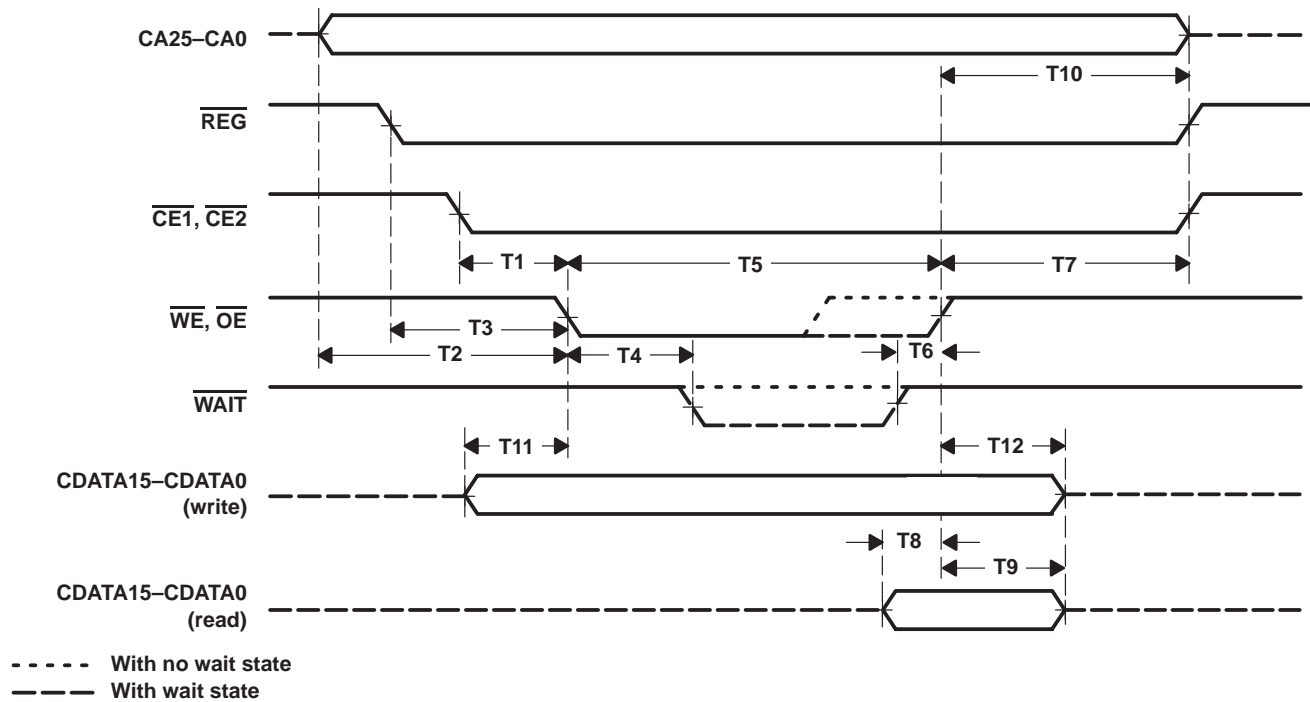 CA25–CA0
T10
REG
CE1, CE2
T1
T5
T7
WE, OE
T3
T6
T2
T4
WAIT
T11
T12
CDATA15–CDATA0
(write)
T8
T9
CDATA15–CDATA0
(read)
With no wait state
With wait state